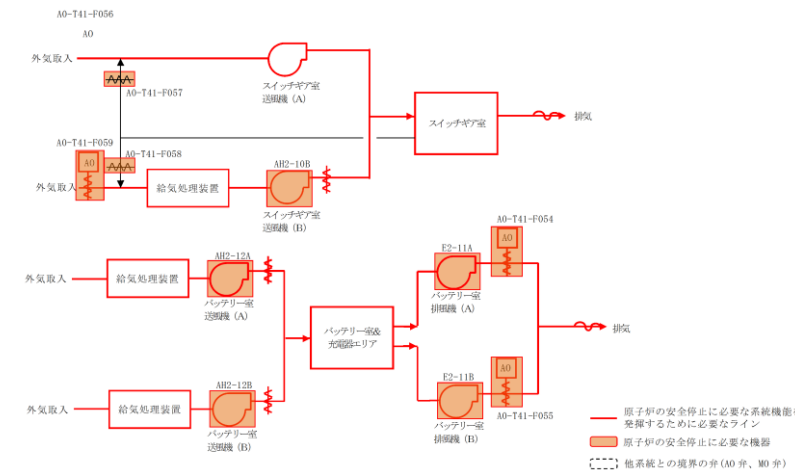 AO-T41-F056
AO
外気取入
AO-T41-F057
スイッチギア室
送風機 (A)
スイッチギア室
排気
AO-T41-F059
AO
AO-T41-F058
外気取入
給気処理装置
AH2-10B
スイッチギア室
送風機 (B)
外気取入
給気処理装置
AH2-12A
バッテリー室
送風機 (A)
バッテリー室&
充電器エリア
E2-11A
バッテリー室
排風機 (A)
AO-T41-F054
AO
排気
外気取入
給気処理装置
AH2-12B
バッテリー室
送風機 (B)
E2-11B
バッテリー室
排風機 (B)
AO
AO-T41-F055
原子炉の安全停止に必要な系統機能
発揮するために必要なライン
原子炉の安全停止に必要な機器
他系統との境界の弁(AO 弁、MO 弁)